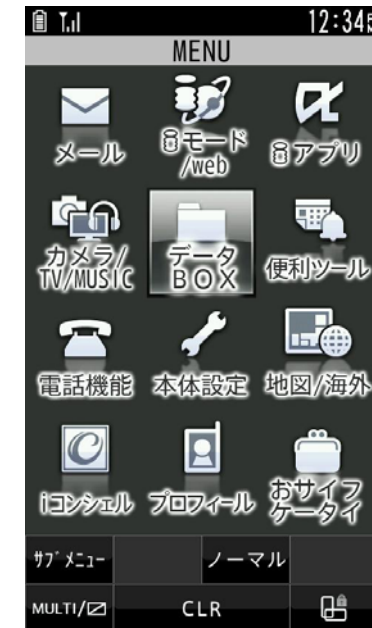 12:34
MENU
メール
iモード
/web
iアプリ
カメラ/
TV/MUSIC
データ
BOX
便利ツール
電話機能
本体設定
地図/海外
iコンシェル
プロフィール
おサイフ
ケータイ
ｻﾌﾞﾒﾆｭｰ
ノーマル
MULTI/
CLR